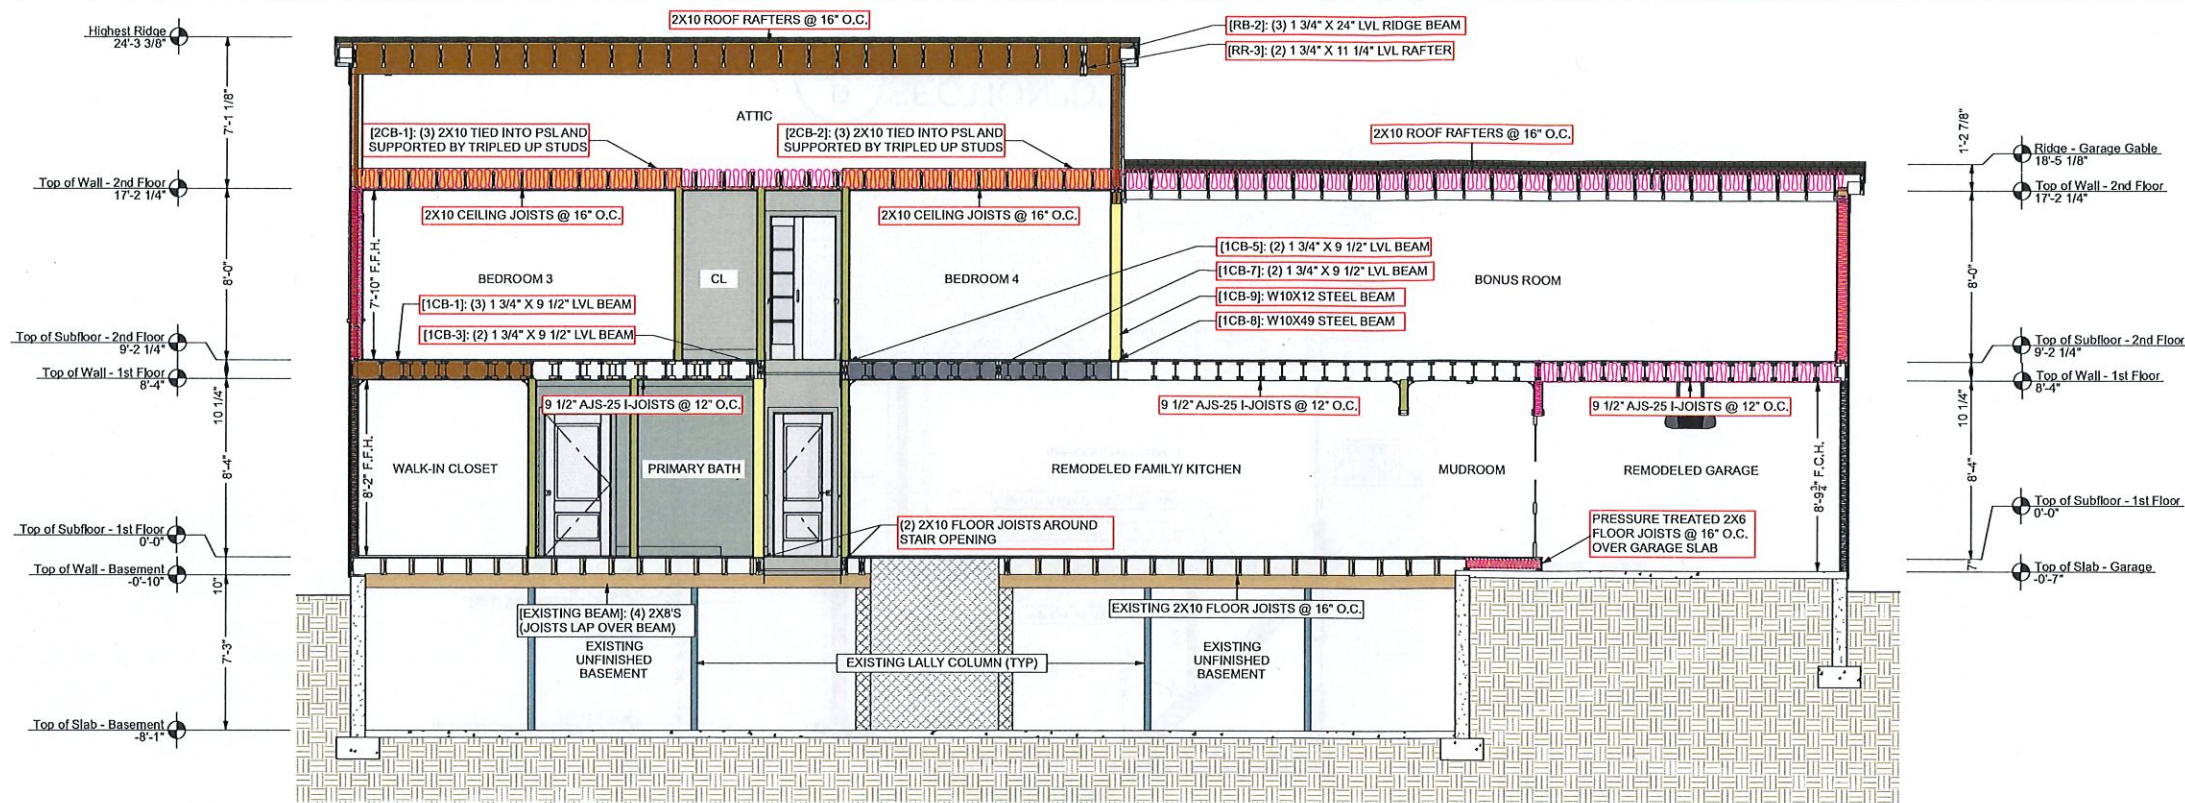 2X10 ROOF RAFTERS @ 16" O.C.
[RB-2]: (3) 1 3/4" X 24" LVL RIDGE BEAM
[RR-3]: (2) 1 3/4" X 11 1/4" LVL RAFTER
Highest Ridge
24'-3 3/8"
7'-1 1/8"
ATTIC
[2CB-1]: (3) 2X10 TIED INTO PSL AND
SUPPORTED BY TRIPLED UP STUDS
[2CB-2]: (3) 2X10 TIED INTO PSL AND
SUPPORTED BY TRIPLED UP STUDS
2X10 ROOF RAFTERS @ 16" O.C.
1'-2 7/8"
Ridge - Garage Gable
18'-5 1/8"
Top of Wall - 2nd Floor
17'-2 1/4"
Top of Wall - 2nd Floor
17'-2 1/4"
2X10 CEILING JOISTS @ 16" O.C.
2X10 CEILING JOISTS @ 16" O.C.
8'-0"
7'-10" F.F.H.
BEDROOM 3
CL
BEDROOM 4
[1CB-5]: (2) 1 3/4" X 9 1/2" LVL BEAM
[1CB-7]: (2) 1 3/4" X 9 1/2" LVL BEAM
[1CB-9]: W10X12 STEEL BEAM
[1CB-8]: W10X49 STEEL BEAM
BONUS ROOM
8'-0"
[1CB-1]: (3) 1 3/4" X 9 1/2" LVL BEAM
[1CB-3]: (2) 1 3/4" X 9 1/2" LVL BEAM
Top of Subfloor - 2nd Floor
9'-2 1/4"
Top of Subfloor - 2nd Floor
9'-2 1/4"
Top of Wall - 1st Floor
8'-4"
Top of Wall - 1st Floor
8'-4"
10 1/4"
9 1/2" AJS-25 I-JOISTS @ 12" O.C.
9 1/2" AJS-25 I-JOISTS @ 12" O.C.
9 1/2" AJS-25 I-JOISTS @ 12" O.C.
10 1/4"
8'-4"
8'-2" F.F.H.
WALK-IN CLOSET
PRIMARY BATH
REMODELED FAMILY/ KITCHEN
MUDROOM
REMODELED GARAGE
8'-9 3/4" F.C.H.
8'-4"
Top of Subfloor - 1st Floor
0'-0"
(2) 2X10 FLOOR JOISTS AROUND
STAIR OPENING
PRESSURE TREATED 2X6
FLOOR JOISTS @ 16" O.C.
OVER GARAGE SLAB
Top of Subfloor - 1st Floor
0'-0"
Top of Wall - Basement
-0'-10"
10"
7"
Top of Slab - Garage
-0'-7"
[EXISTING BEAM]: (4) 2X8'S
(JOISTS LAP OVER BEAM)
EXISTING 2X10 FLOOR JOISTS @ 16" O.C.
7'-3"
EXISTING
UNFINISHED
BASEMENT
EXISTING LALLY COLUMN (TYP)
EXISTING
UNFINISHED
BASEMENT
Top of Slab - Basement
-8'-1"